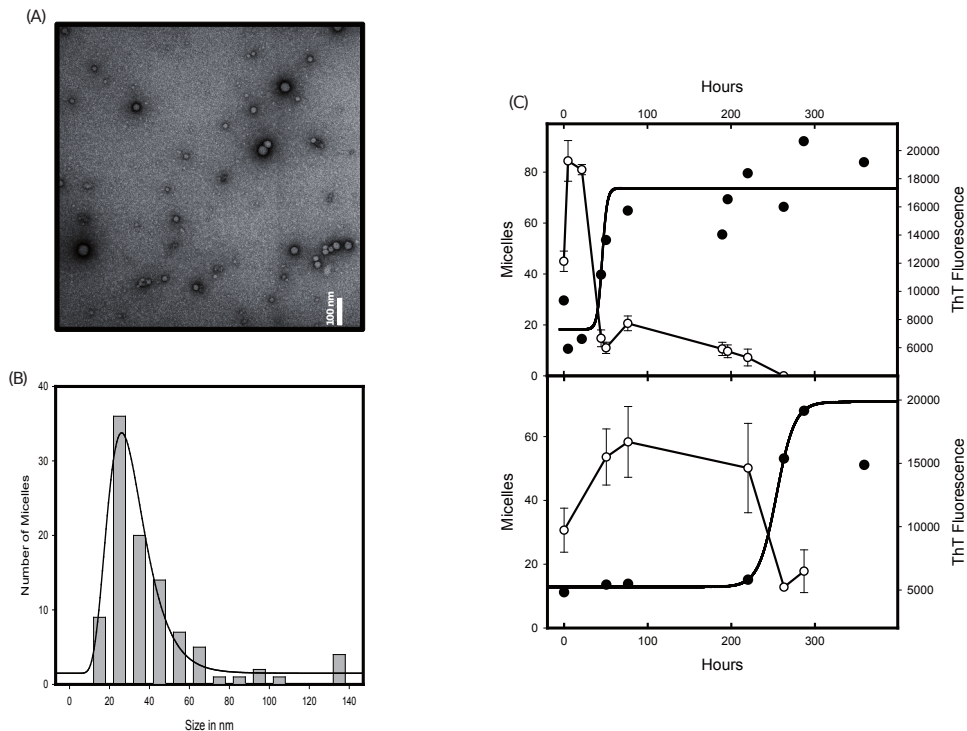 (A)
100 nm
(B)
40
30
20
10
0
Number of Micelles
0 20 40 60 80 100 120 140
Size in nm
(C)
Hours
0 100 200 300
80
60
40
20
0
Micelles
20000
18000
16000
14000
12000
10000
8000
6000
ThT Fluorescence
60
40
20
0
Micelles
20000
15000
10000
5000
ThT Fluorescence
0 100 200 300
Hours